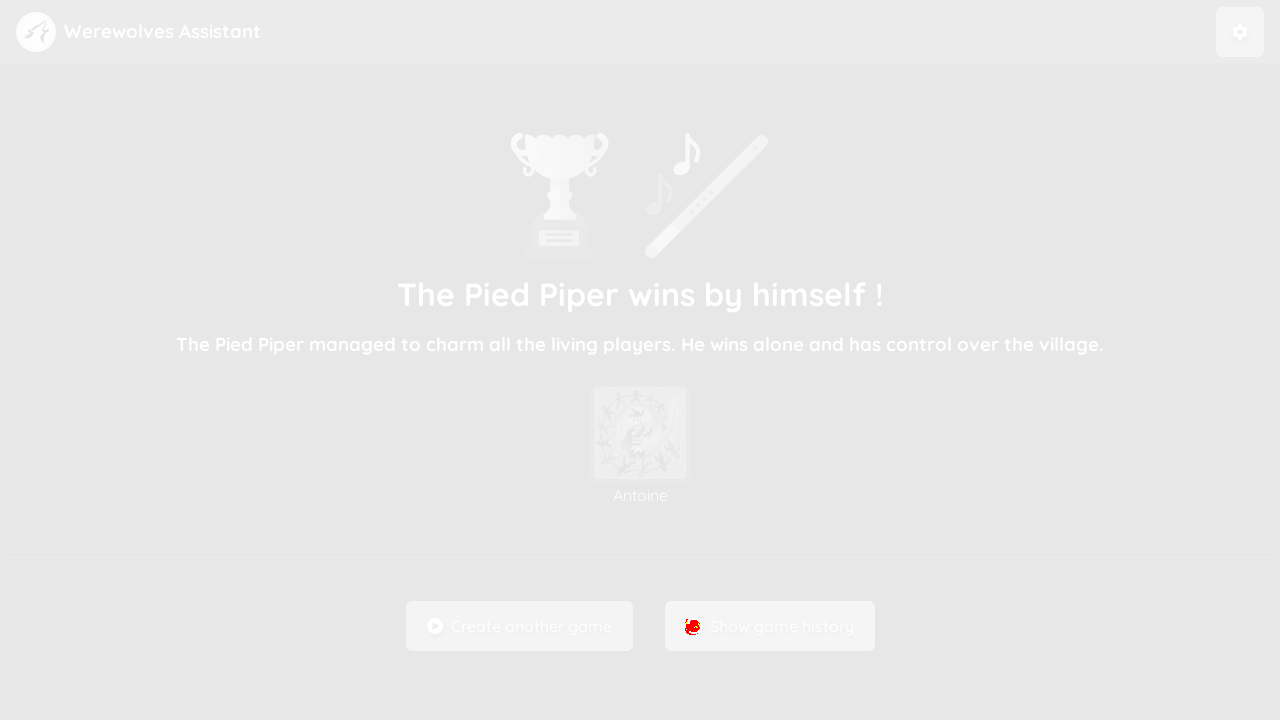 Werewolves Assistant
The Pied Piper wins by himself !
The Pied Piper managed to charm all the living players. He wins alone and has control over the village.
Antoine
Create another game
Show game history